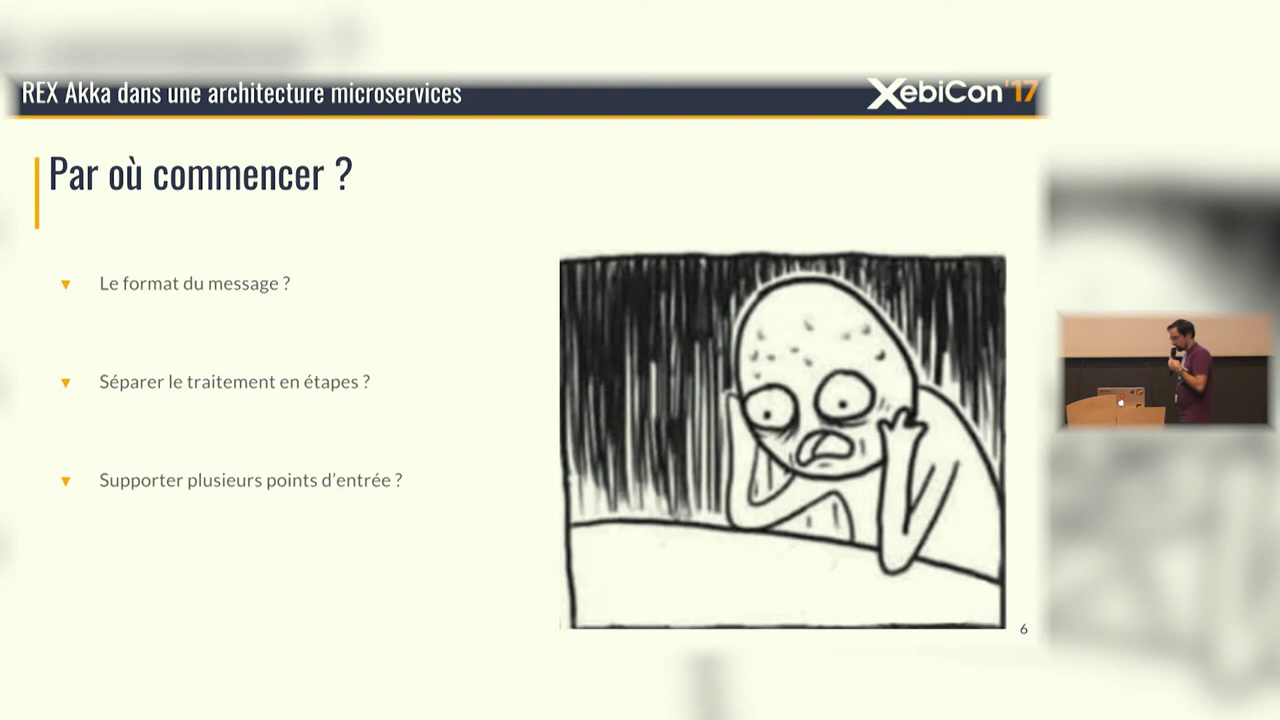 REX Akka dans une architecture microservices
XebiCon'17
Par où commencer ?
Le format du message ?
Séparer le traitement en étapes ?
Supporter plusieurs points d’entrée ?
6